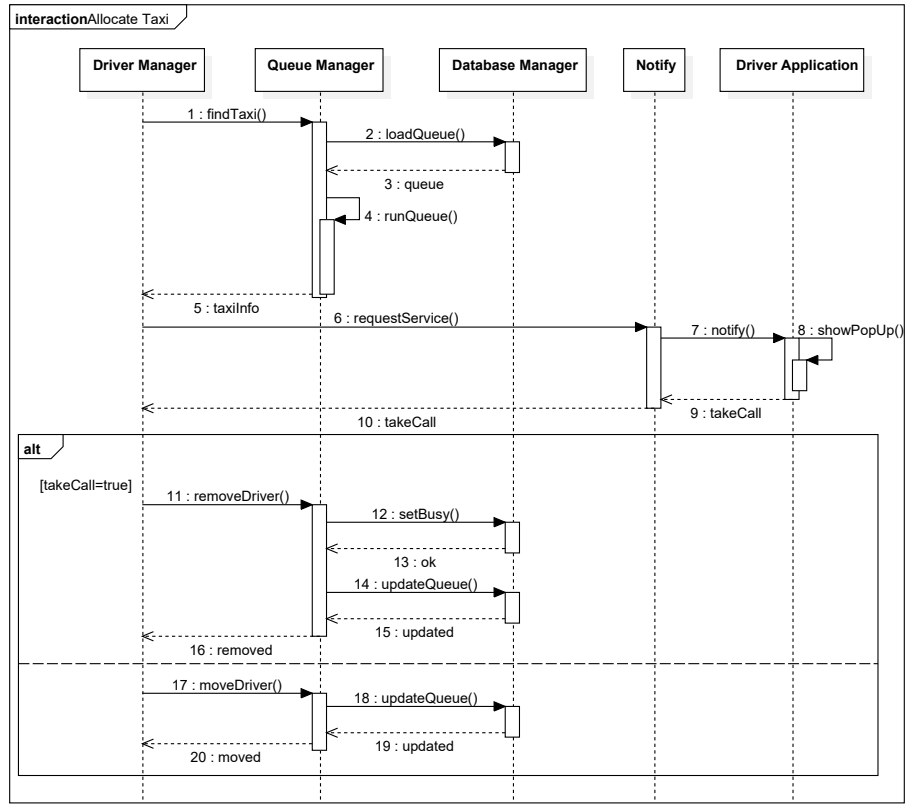 interactionAllocate Taxi
Driver Manager
Queue Manager
Database Manager
Notify
Driver Application
1 : findTaxi()
2 : loadQueue()
3 : queue
4 : runQueue()
5 : taxiInfo
6 : requestService()
7 : notify()
8 : showPopUp()
9 : takeCall
10 : takeCall
alt
[takeCall=true]
11 : removeDriver()
12 : setBusy()
13 : ok
14 : updateQueue()
15 : updated
16 : removed
17 : moveDriver()
18 : updateQueue()
19 : updated
20 : moved